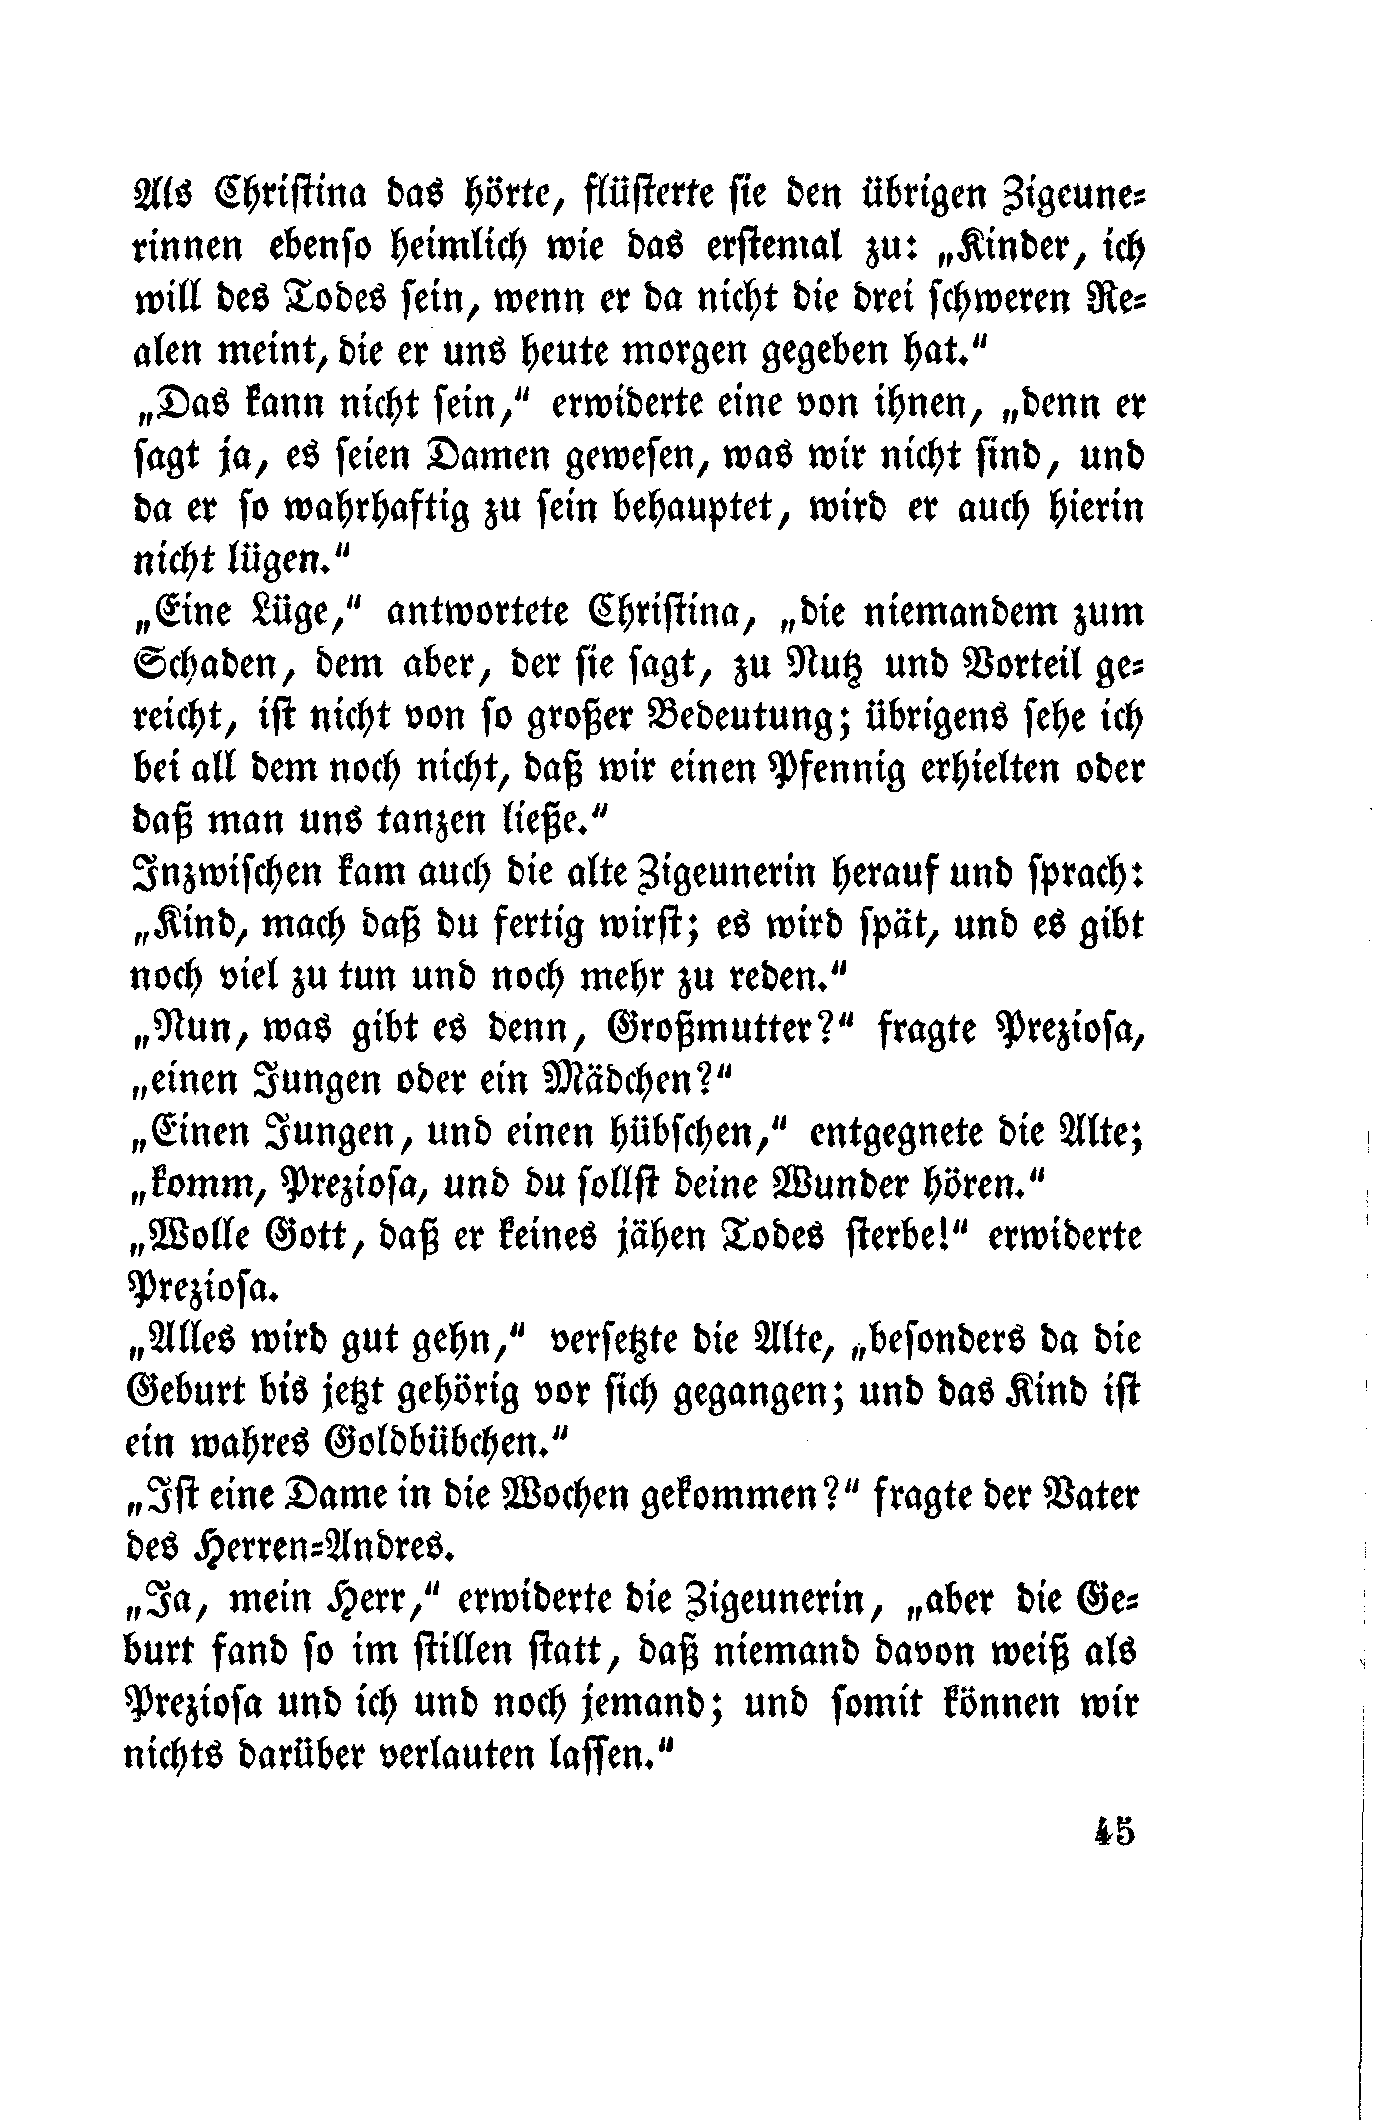 Als Christina das hörte, flüsterte sie den übrigen Zigeune-
rinnen ebenso heimlich wie das erstemal zu: „Kinder, ich
will des Todes sein, wenn er da nicht die drei schweren Re-
alen meint, die er uns heute morgen gegeben hat.“
„Das kann nicht sein,“ erwiderte eine von ihnen, „denn er
sagt ja, es seien Damen gewesen, was wir nicht sind, und
da er so wahrhaftig zu sein behauptet, wird er auch hierin
nicht lügen.“
„Eine Lüge,“ antwortete Christina, „die niemandem zum
Schaden, dem aber, der sie sagt, zu Nutz und Vorteil ge-
reicht, ist nicht von so großer Bedeutung; übrigens sehe ich
bei all dem noch nicht, daß wir einen Pfennig erhielten oder
daß man uns tanzen ließe.“
Inzwischen kam auch die alte Zigeunerin herauf und sprach:
„Kind, mach daß du fertig wirst; es wird spät, und es gibt
noch viel zu tun und noch mehr zu reden.“
„Nun, was gibt es denn, Großmutter?“ fragte Preziosa,
„einen Jungen oder ein Mädchen?“
„Einen Jungen, und einen hübschen,“ entgegnete die Alte;
„komm, Preziosa, und du sollst deine Wunder hören.“
„Wolle Gott, daß er keines jähen Todes sterbe!“ erwiderte
Preziosa.
„Alles wird gut gehn,“ versetzte die Alte, „besonders da die
Geburt bis jetzt gehörig vor sich gegangen; und das Kind ist
ein wahres Goldbübchen.“
„Ist eine Dame in die Wochen gekommen?“ fragte der Vater
des Herren-Andres.
„Ja, mein Herr,“ erwiderte die Zigeunerin, „aber die Ge-
burt fand so im stillen statt, daß niemand davon weiß als
Preziosa und ich und noch jemand; und somit können wir
nichts darüber verlauten lassen.“
45